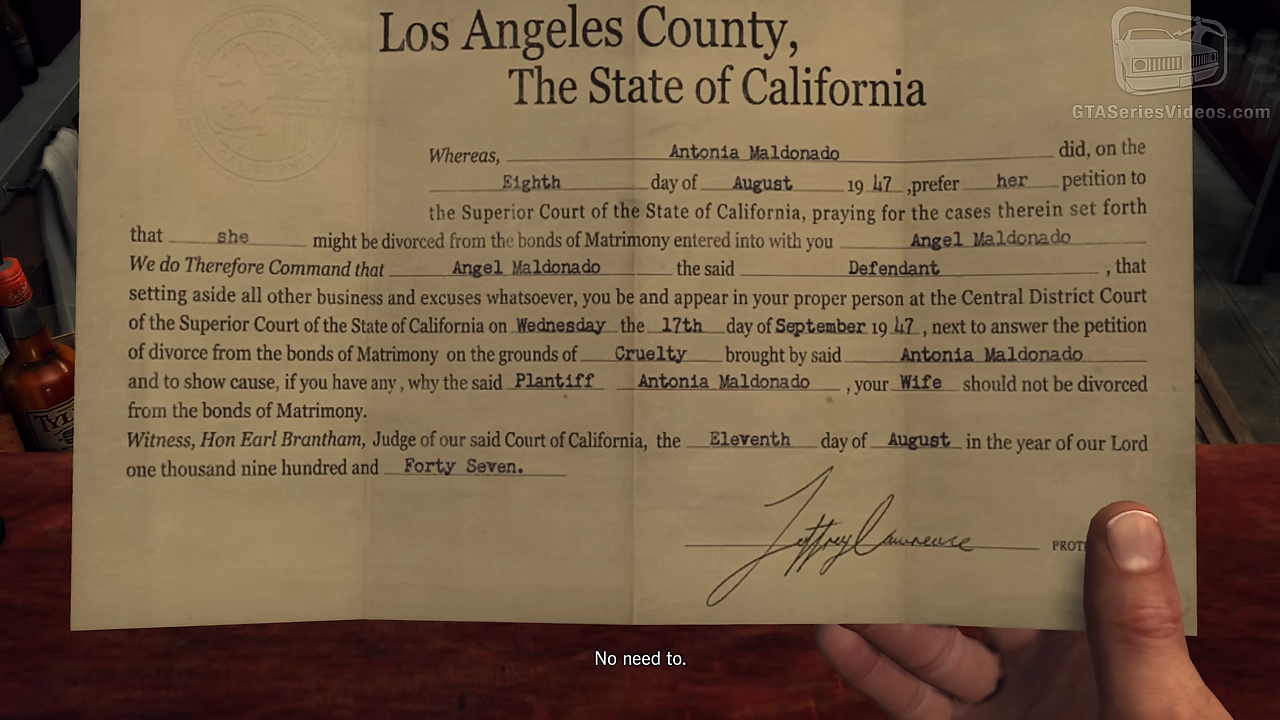 Los Angeles County,
The State of California
GTASeriesVideos.com
Whereas, Antonia Maldonado did, on the
Eighth day of August 19 47 ,prefer her petition to
the Superior Court of the State of California, praying for the cases therein set forth
that she might be divorced from the bonds of Matrimony entered into with you Angel Maldonado
We do Therefore Command that Angel Maldonado the said Defendant , that
setting aside all other business and excuses whatsoever, you be and appear in your proper person at the Central District Court
of the Superior Court of the State of California on Wednesday the 17th day of September 19 47 , next to answer the petition
of divorce from the bonds of Matrimony on the grounds of Cruelty brought by said Antonia Maldonado
and to show cause, if you have any , why the said Plantiff Antonia Maldonado , your Wife should not be divorced
from the bonds of Matrimony.
Witness, Hon Earl Brantham, Judge of our said Court of California, the Eleventh day of August in the year of our Lord
one thousand nine hundred and Forty Seven.
Jeffrey Lawrence
No need to.